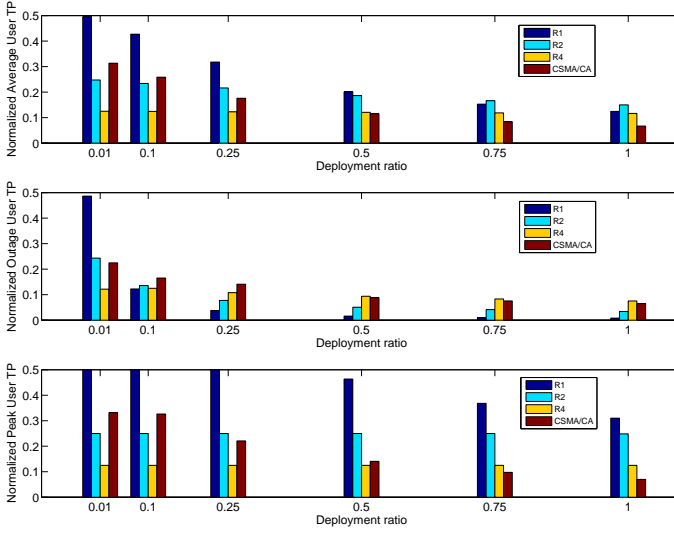 Normalized Average User TP
0.5
0.4
0.3
0.2
0.1
0
R1
R2
R4
CSMA/CA
0.01 0.1 0.25 0.5 0.75 1
Deployment ratio
Normalized Outage User TP
0.5
0.4
0.3
0.2
0.1
0
R1
R2
R4
CSMA/CA
0.01 0.1 0.25 0.5 0.75 1
Deployment ratio
Normalized Peak User TP
0.5
0.4
0.3
0.2
0.1
0
R1
R2
R4
CSMA/CA
0.01 0.1 0.25 0.5 0.75 1
Deployment ratio